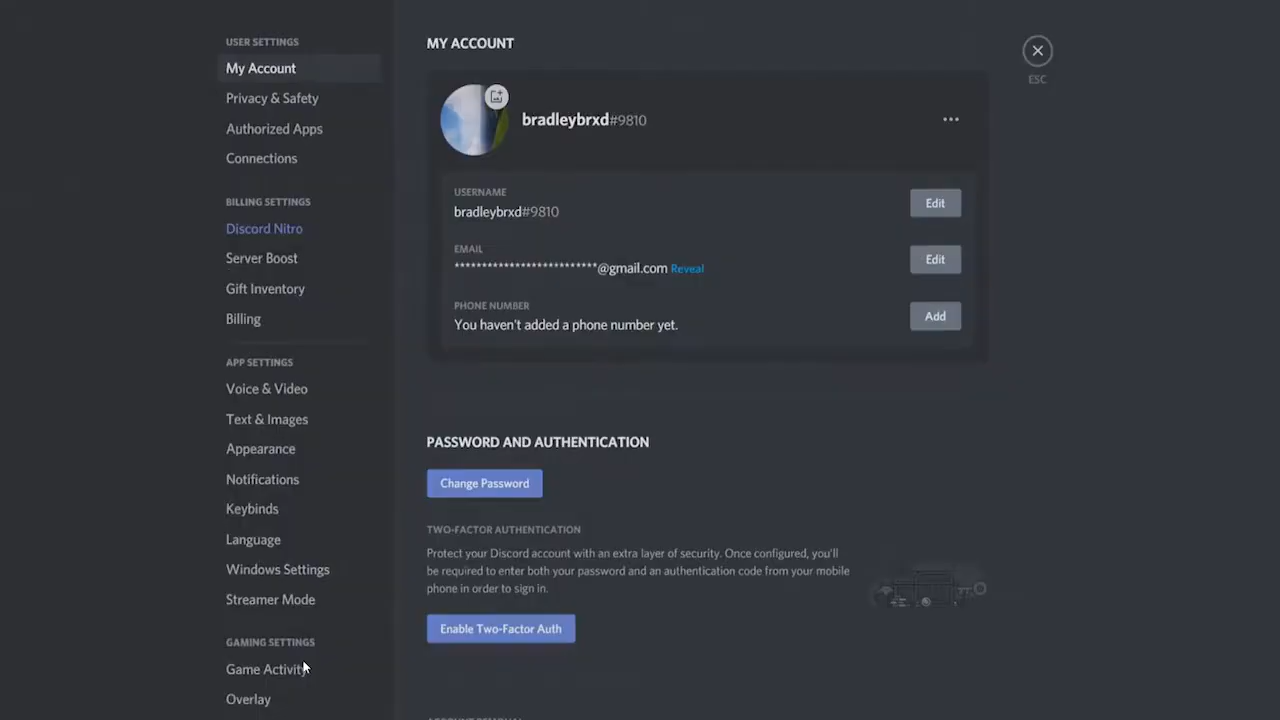 USER SETTINGS
My Account
Privacy & Safety
Authorized Apps
Connections
BILLING SETTINGS
Discord Nitro
Server Boost
Gift Inventory
Billing
APP SETTINGS
Voice & Video
Text & Images
Appearance
Notifications
Keybinds
Language
Windows Settings
Streamer Mode
GAMING SETTINGS
Game Activity
Overlay
MY ACCOUNT
ESC
bradleybrxd#9810
USERNAME
bradleybrxd#9810
Edit
EMAIL
**************************@gmail.com Reveal
Edit
PHONE NUMBER
You haven't added a phone number yet.
Add
PASSWORD AND AUTHENTICATION
Change Password
TWO-FACTOR AUTHENTICATION
Protect your Discord account with an extra layer of security. Once configured, you'll
be required to enter both your password and an authentication code from your mobile
phone in order to sign in.
Enable Two-Factor Auth